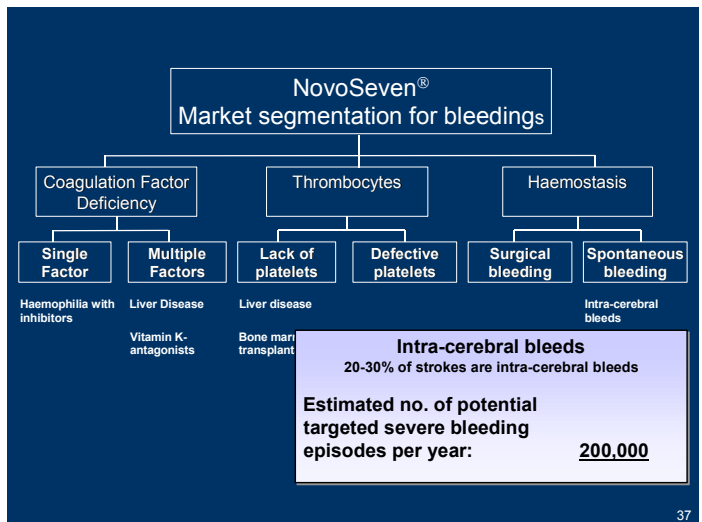 NovoSeven®
Market segmentation for bleedings
Coagulation Factor
Deficiency
Thrombocytes
Haemostasis
Single
Factor
Multiple
Factors
Lack of
platelets
Defective
platelets
Surgical
bleeding
Spontaneous
bleeding
Haemophilia with
inhibitors
Liver Disease
Vitamin K-
antagonists
Liver disease
Bone
transplant
Intra-cerebral
bleeds
Intra-cerebral bleeds
20-30% of strokes are intra-cerebral bleeds
Estimated no. of potential
targeted severe bleeding
episodes per year: 200,000
37